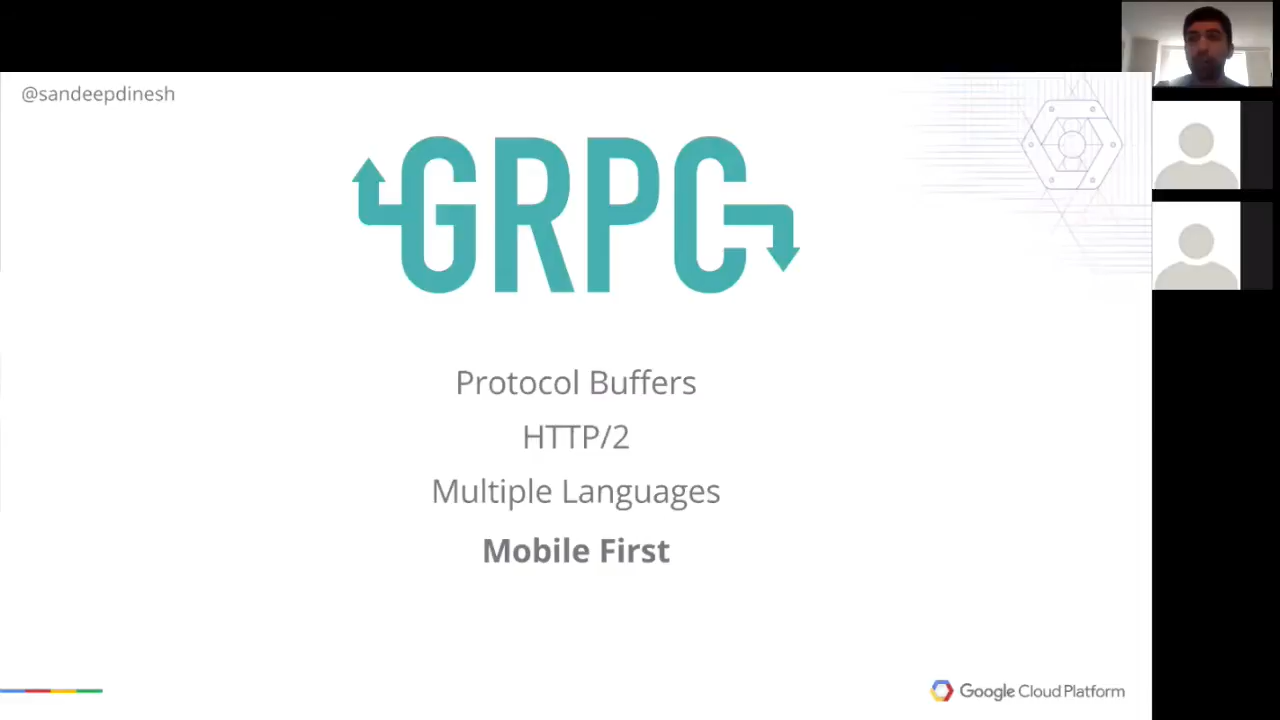 @sandeepdinesh
GRPC
Protocol Buffers
HTTP/2
Multiple Languages
Mobile First
Google Cloud Platform